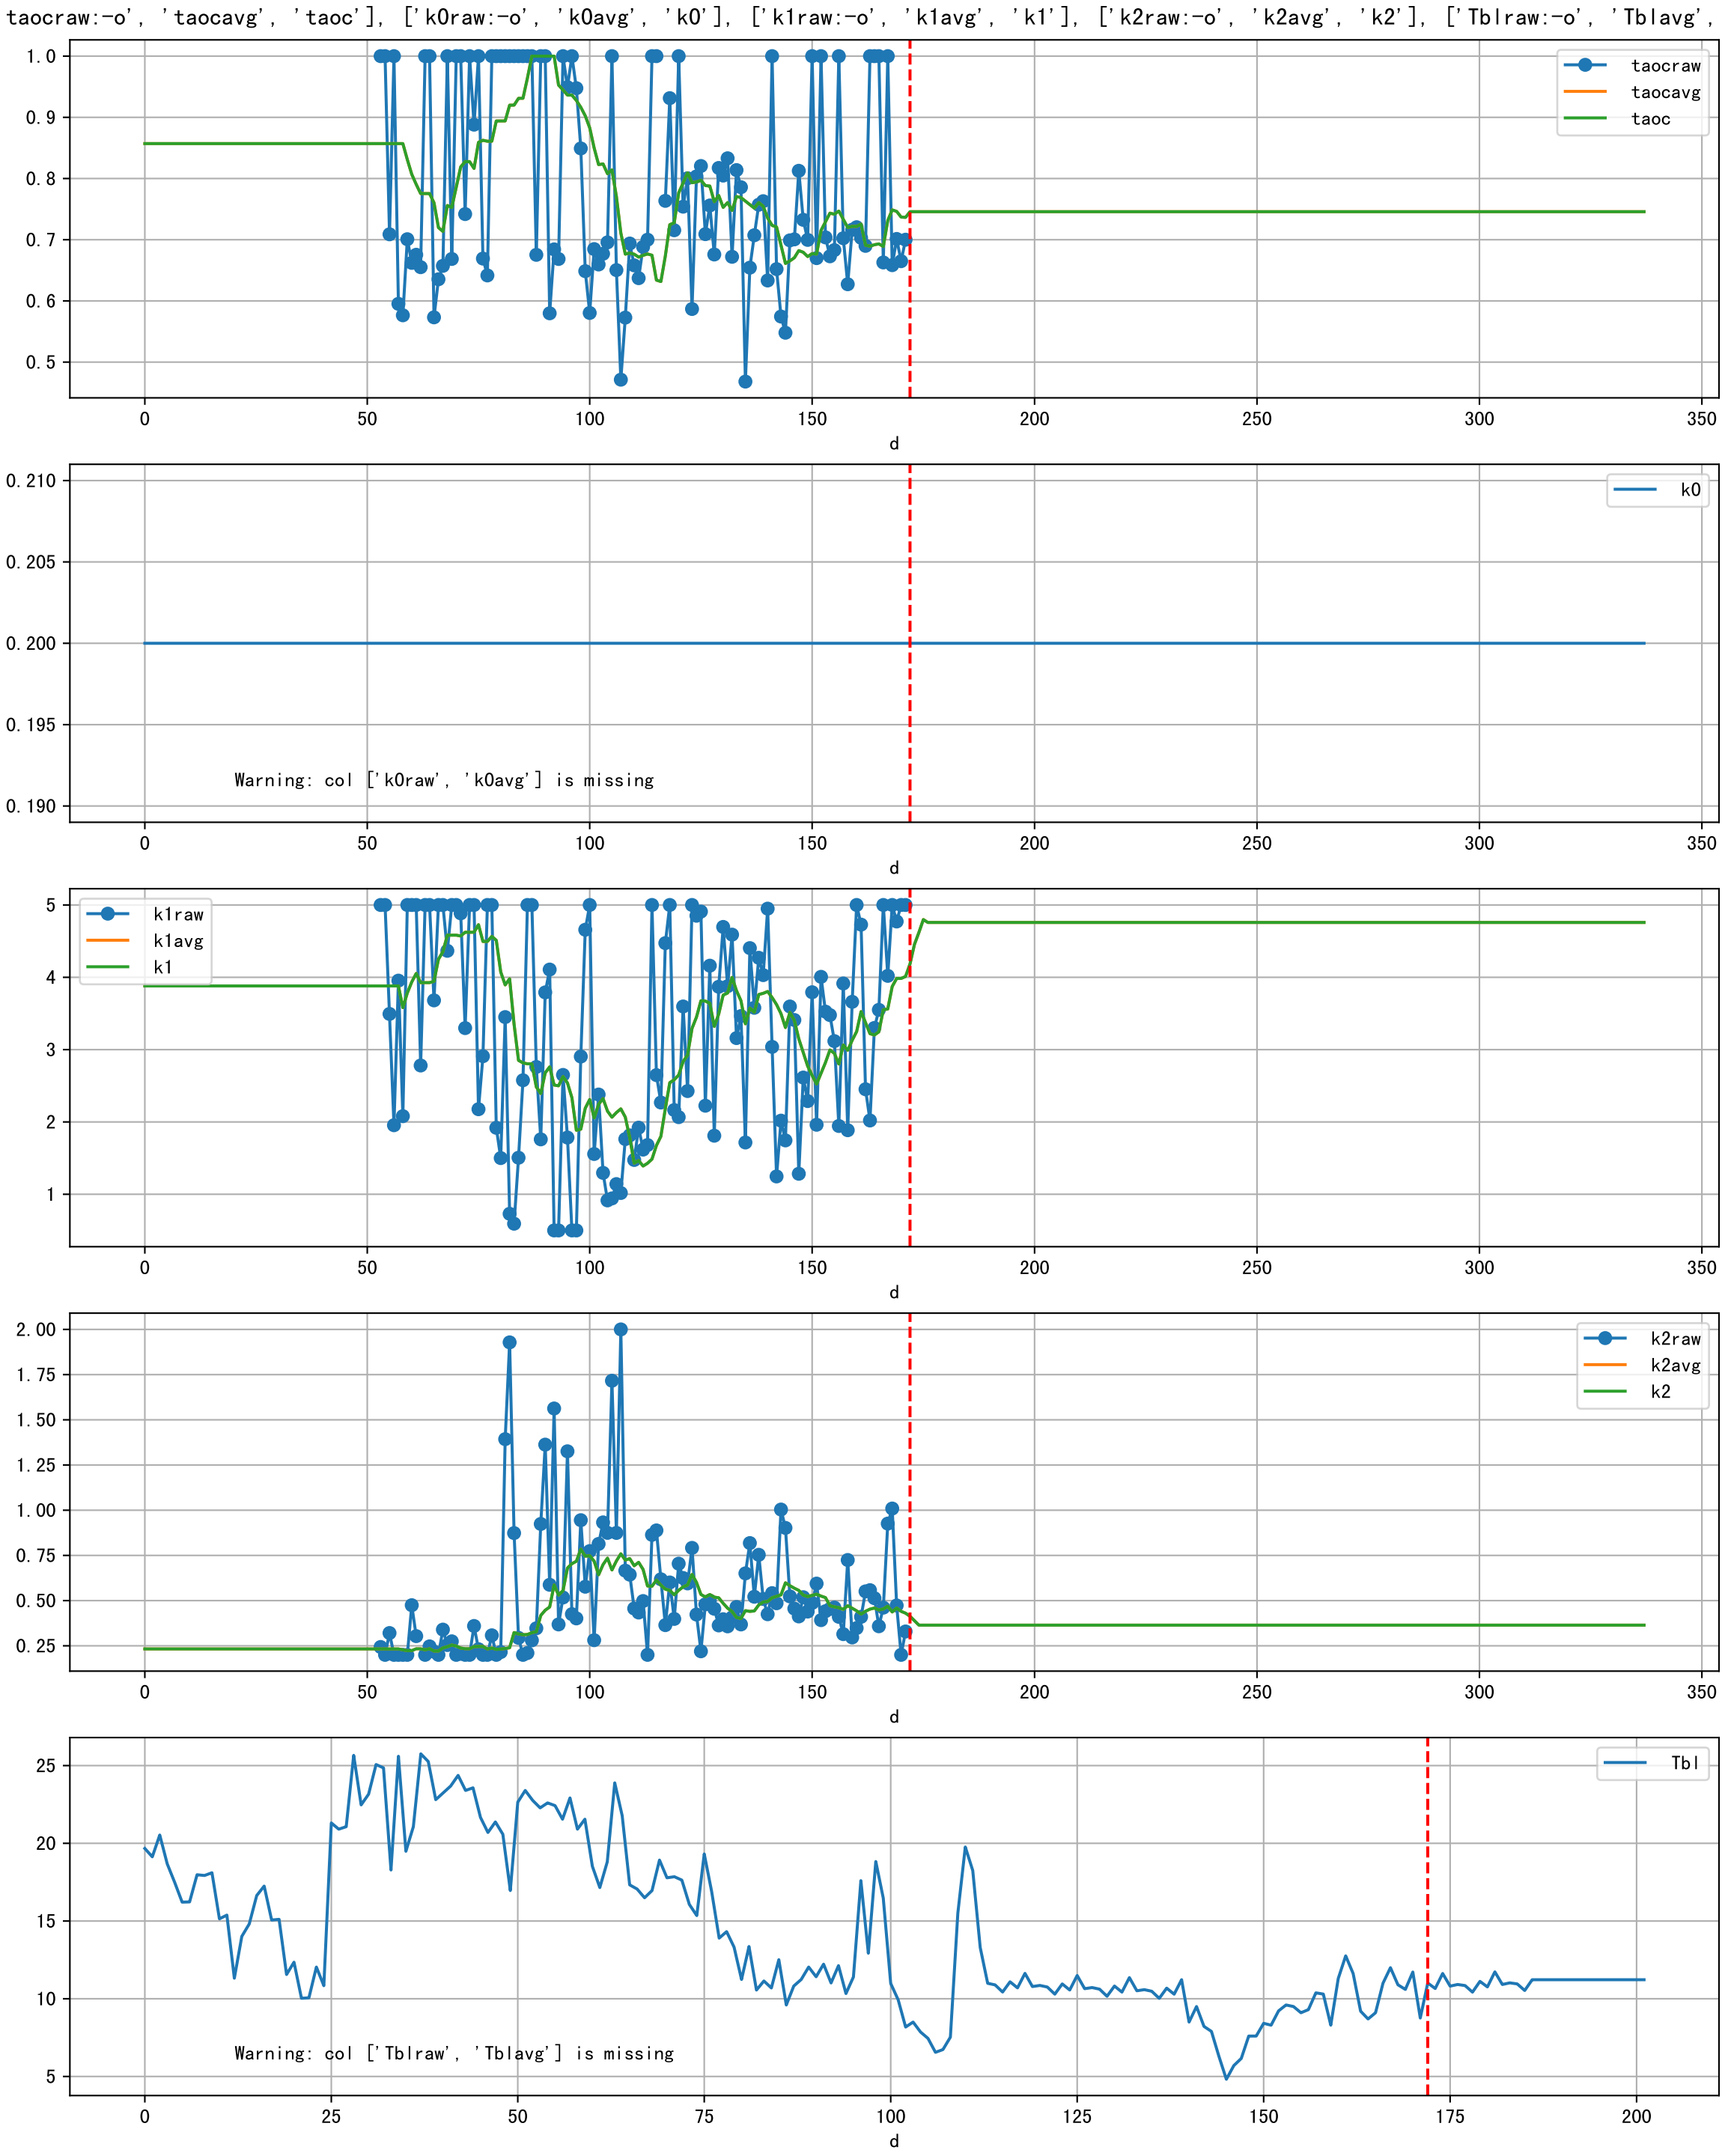 taocraw:-o', 'taocavg', 'taoc'], ['k0raw:-o', 'k0avg', 'k0'], ['k1raw:-o', 'k1avg', 'k1'], ['k2raw:-o', 'k2avg', 'k2'], ['Tblraw:-o', 'Tblavg',
1.0
0.9
0.8
0.7
0.6
0.5
taocraw
taocavg
taoc
0 50 100 150 200 250 300 350
d
0.210
0.205
0.200
0.195
0.190
k0
Warning: col ['k0raw', 'k0avg'] is missing
0 50 100 150 200 250 300 350
d
5
4
3
2
1
k1raw
k1avg
k1
0 50 100 150 200 250 300 350
d
2.00
1.75
1.50
1.25
1.00
0.75
0.50
0.25
k2raw
k2avg
k2
0 50 100 150 200 250 300 350
d
25
20
15
10
5
Tbl
Warning: col ['Tblraw', 'Tblavg'] is missing
0 25 50 75 100 125 150 175 200
d